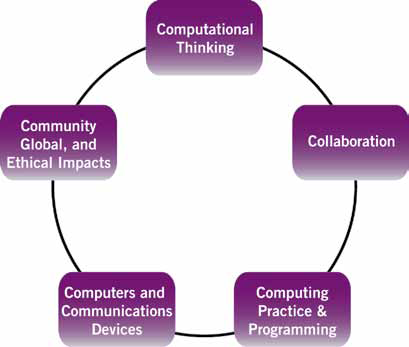 Computational
Thinking
Collaboration
Computing
Practice &
Programming
Computers and
Communications
Devices
Community
Global, and
Ethical Impacts